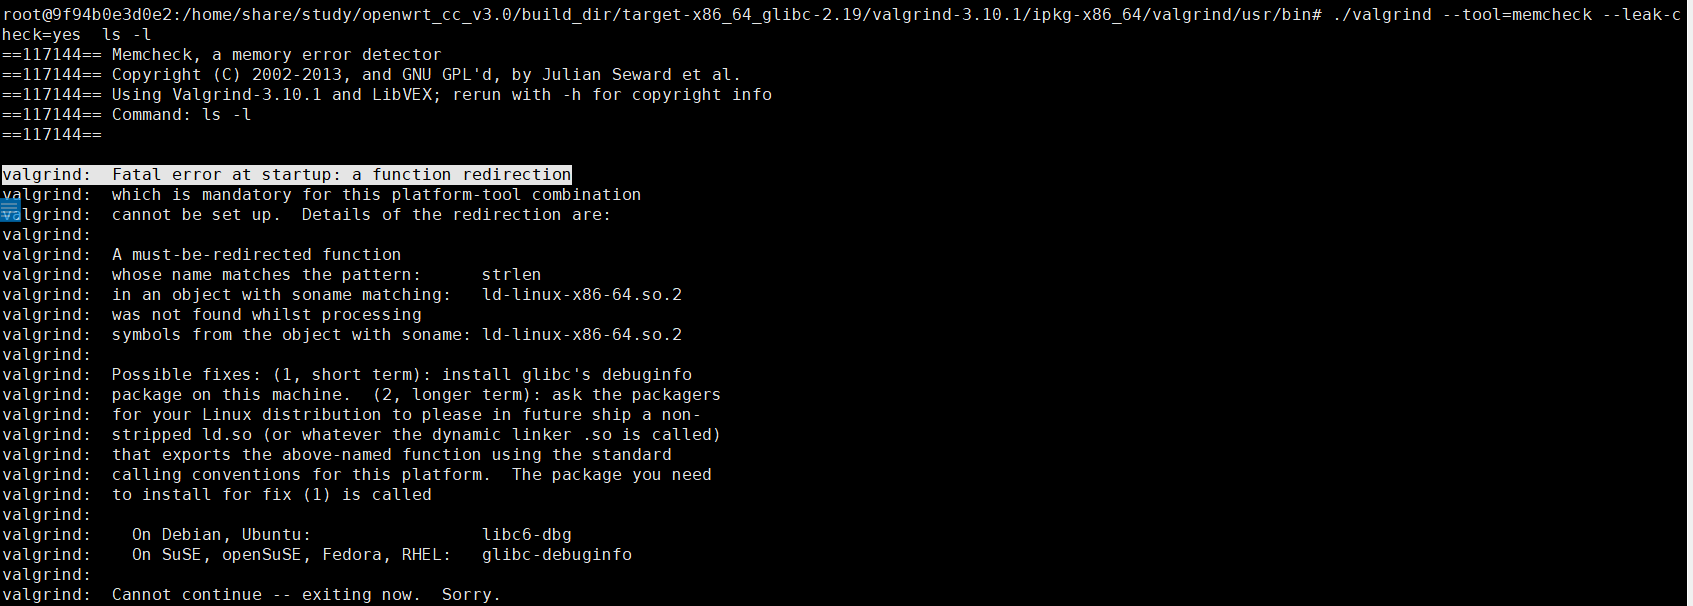 root@9f94b0e3d0e2:/home/share/study/openwrt_cc_v3.0/build_dir/target-x86_64_glibc-2.19/valgrind-3.10.1/ipkg-x86_64/valgrind/usr/bin# ./valgrind --tool=memcheck --leak-c
heck=yes  ls -l
==117144== Memcheck, a memory error detector
==117144== Copyright (C) 2002-2013, and GNU GPL'd, by Julian Seward et al.
==117144== Using Valgrind-3.10.1 and LibVEX; rerun with -h for copyright info
==117144== Command: ls -l
==117144==
valgrind:  Fatal error at startup: a function redirection
valgrind:  which is mandatory for this platform-tool combination
valgrind:  cannot be set up.  Details of the redirection are:
valgrind:
valgrind:  A must-be-redirected function
valgrind:  whose name matches the pattern:      strlen
valgrind:  in an object with soname matching:   ld-linux-x86-64.so.2
valgrind:  was not found whilst processing
valgrind:  symbols from the object with soname: ld-linux-x86-64.so.2
valgrind:
valgrind:  Possible fixes: (1, short term): install glibc's debuginfo
valgrind:  package on this machine.  (2, longer term): ask the packagers
valgrind:  for your Linux distribution to please in future ship a non-
valgrind:  stripped ld.so (or whatever the dynamic linker .so is called)
valgrind:  that exports the above-named function using the standard
valgrind:  calling conventions for this platform.  The package you need
valgrind:  to install for fix (1) is called
valgrind:
valgrind:    On Debian, Ubuntu:                 libc6-dbg
valgrind:    On SuSE, openSuSE, Fedora, RHEL:   glibc-debuginfo
valgrind:
valgrind:  Cannot continue -- exiting now.  Sorry.